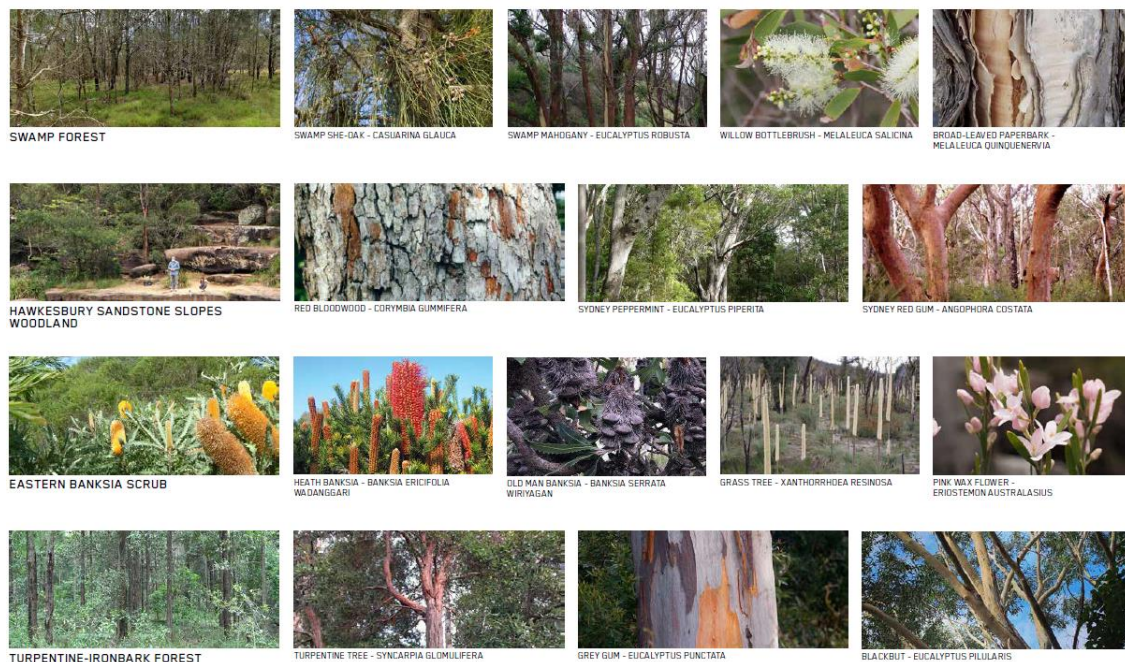 SWAMP FOREST
SWAMP SHE-OAK - CASUARINA GLAUCA
SWAMP MAHOGANY - EUCALYPTUS ROBUSTA
WILLOW BOTTLEBRUSH - MELALEUCA SALICINA
BROAD-LEAVED PAPERBARK -
MELALEUCA QUINQUENERVIA
HAWKESBURY SANDSTONE SLOPES
WOODLAND
RED BLOODWOOD - CORYMBIA GUMMIFERA
SYDNEY PEPPERMINT - EUCALYPTUS PIPERITA
SYDNEY RED GUM - ANGOPHORA COSTATA
EASTERN BANKSIA SCRUB
HEATH BANKSIA - BANKSIA ERICIFOLIA
WADANGGARI
OLD MAN BANKSIA - BANKSIA SERRATA
WIRIYAGAN
GRASS TREE - XANTHORRHOEA RESINOSA
PINK WAX FLOWER -
ERIOSTEMON AUSTRALASIUS
TURPENTINE-IRONBARK FOREST
TURPENTINE TREE - SYNCARPIA GLOMULIFERA
GREY GUM - EUCALYPTUS PUNCTATA
BLACKBUT - EUCALYPTUS PILULARIS